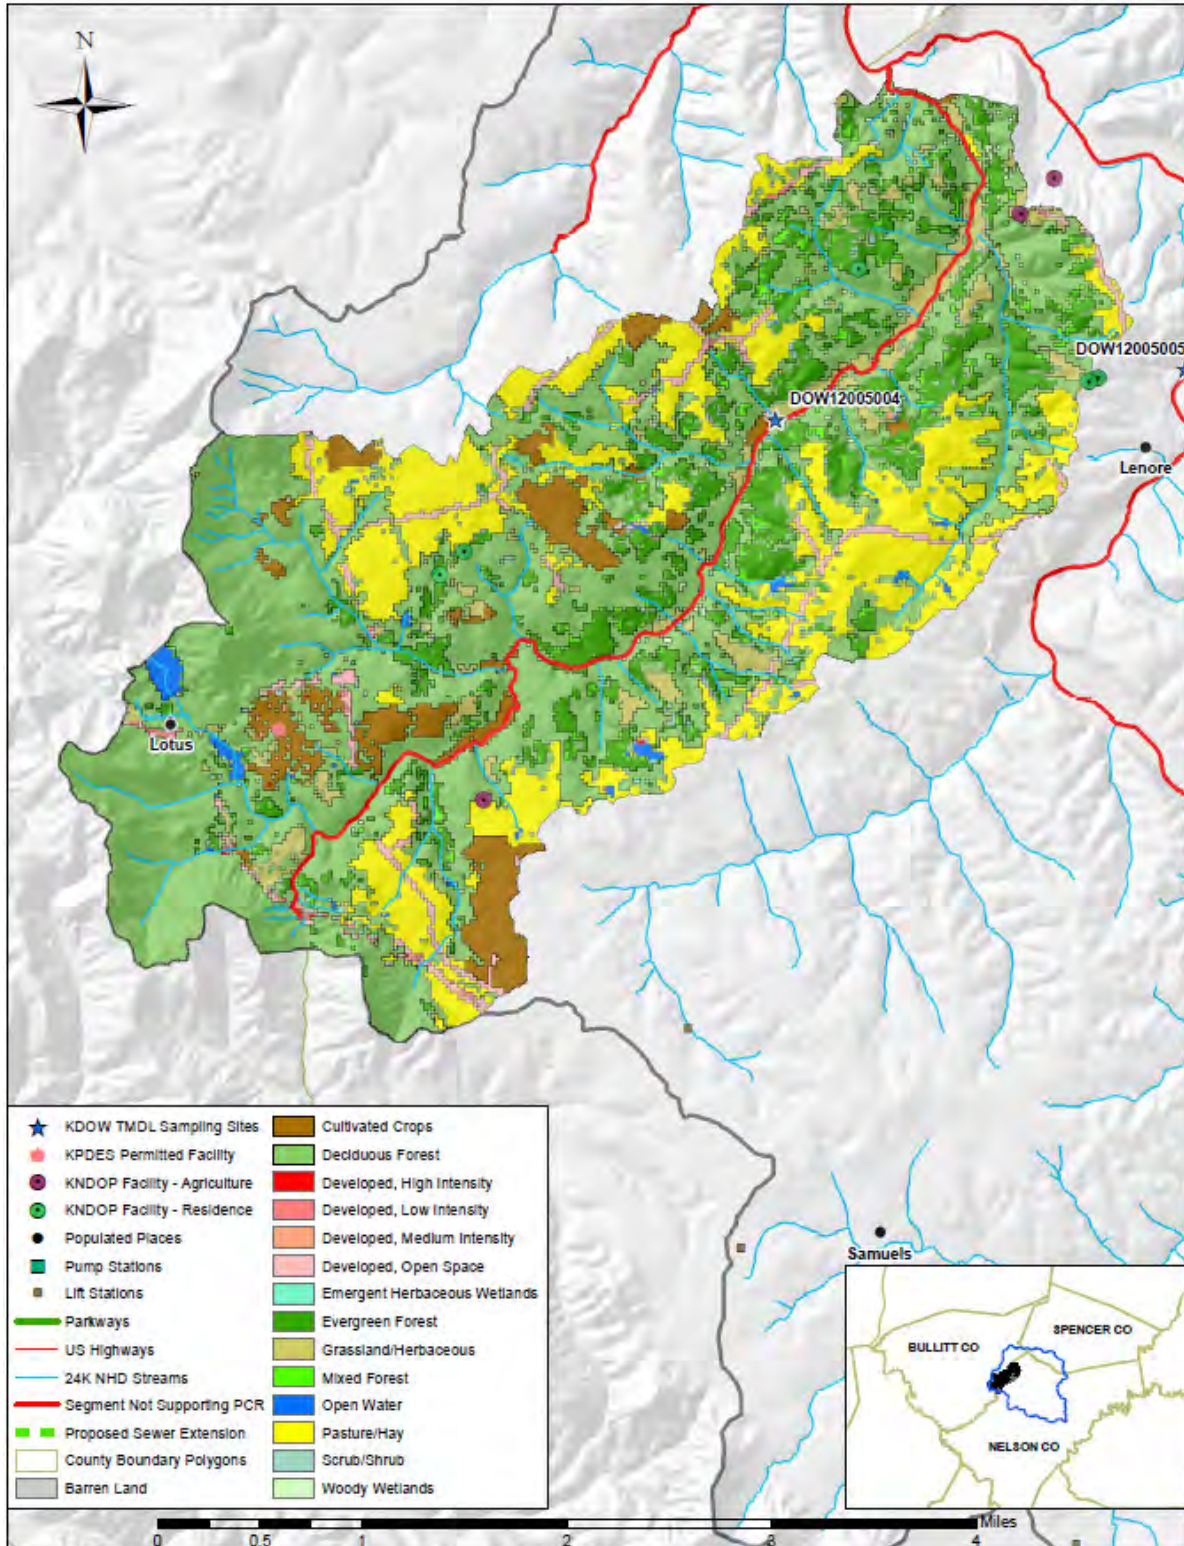 N
DOW12005005
DOW12005004
Lenore
Lotus
Samuels
KDOW TMDL Sampling Sites
KPDES Permitted Facility
KNDOP Facility - Agriculture
KNDOP Facility - Residence
Populated Places
Pump Stations
Lift Stations
Parkways
US Highways
24K NHD Streams
Segment Not Supporting PCR
Proposed Sewer Extension
County Boundary Polygons
Barren Land
Cultivated Crops
Deciduous Forest
Developed, High Intensity
Developed, Low Intensity
Developed, Medium Intensity
Developed, Open Space
Emergent Herbaceous Wetlands
Evergreen Forest
Grassland/Herbaceous
Mixed Forest
Open Water
Pasture/Hay
Scrub/Shrub
Woody Wetlands
BULLITT CO
SPENCER CO
NELSON CO
Miles
0 0.5 1 2 3 4